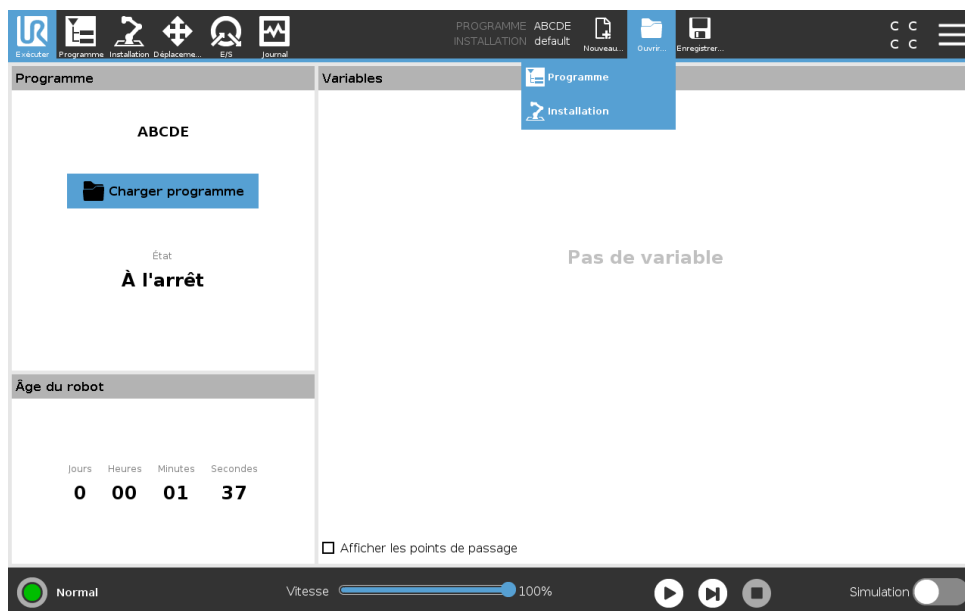 PROGRAMME ABCDE
INSTALLATION default
C C
C C
Exécuter
Programme
Installation
Déplaceme...
E/S
Journal
Nouveau...
Ouvrir...
Enregistrer...
Programme
Installation
Programme
ABCDE
Charger programme
État
À l'arrêt
Variables
Pas de variable
Âge du robot
Jours Heures Minutes Secondes
0 00 01 37
Afficher les points de passage
Normal
Vitesse 100%
Simulation